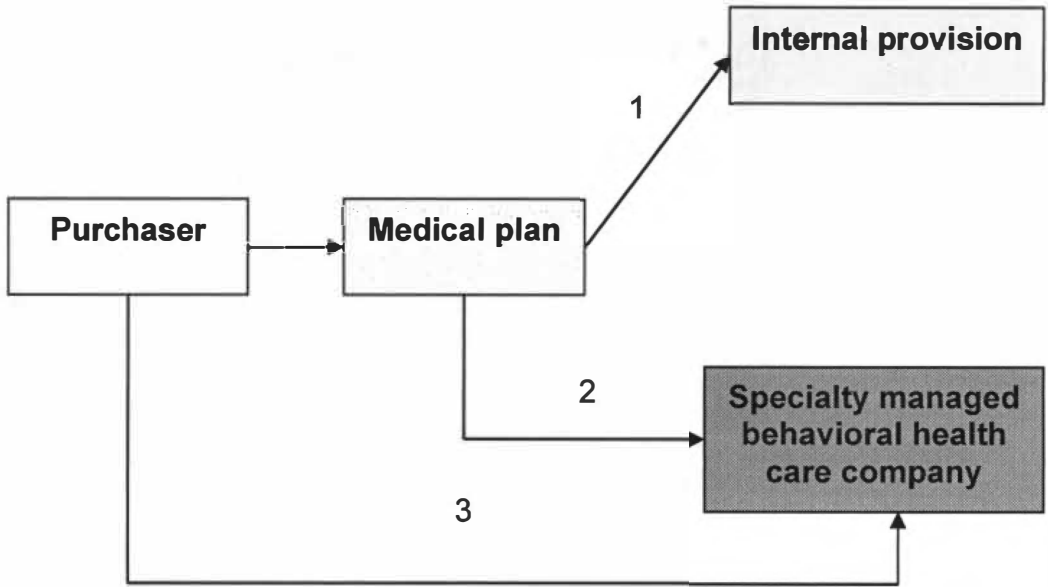 Internal provision
1
Purchaser
Medical plan
2
Specialty managed
behavioral health
care company
3